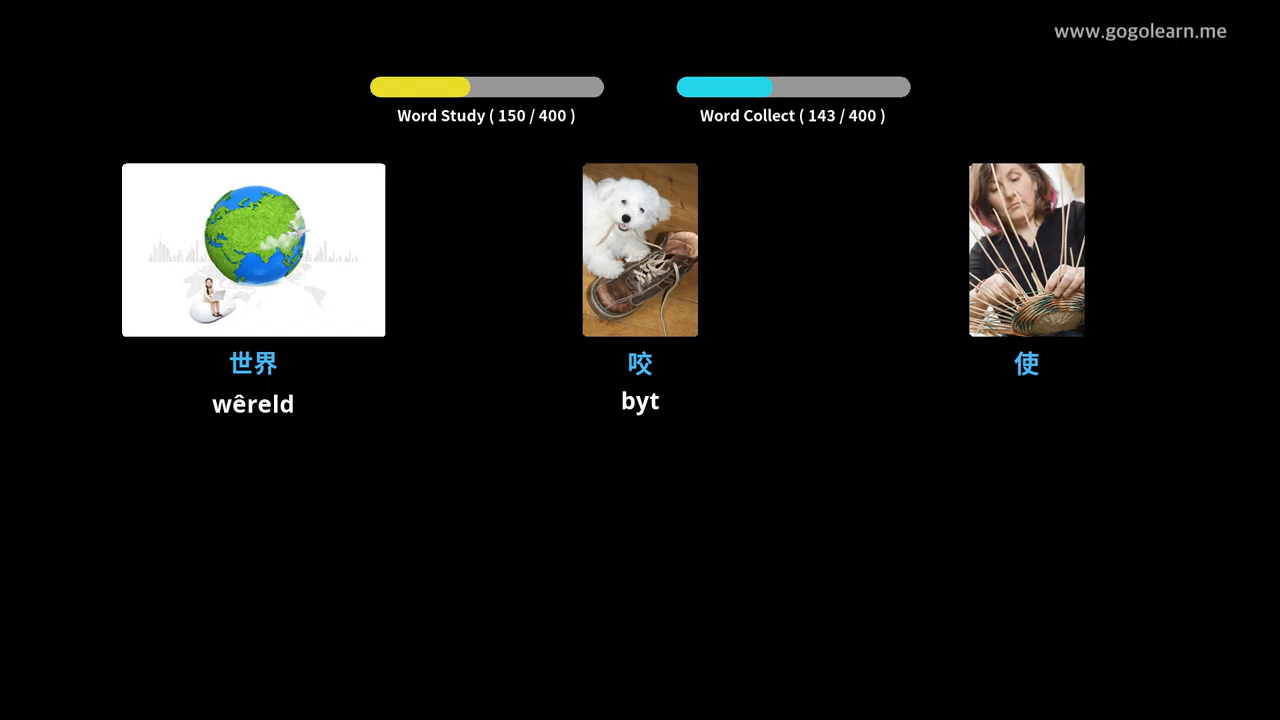 www.gogolearn.me
Word Study ( 150 / 400 )
Word Collect ( 143 / 400 )
世界
咬
使
wêreld
byt